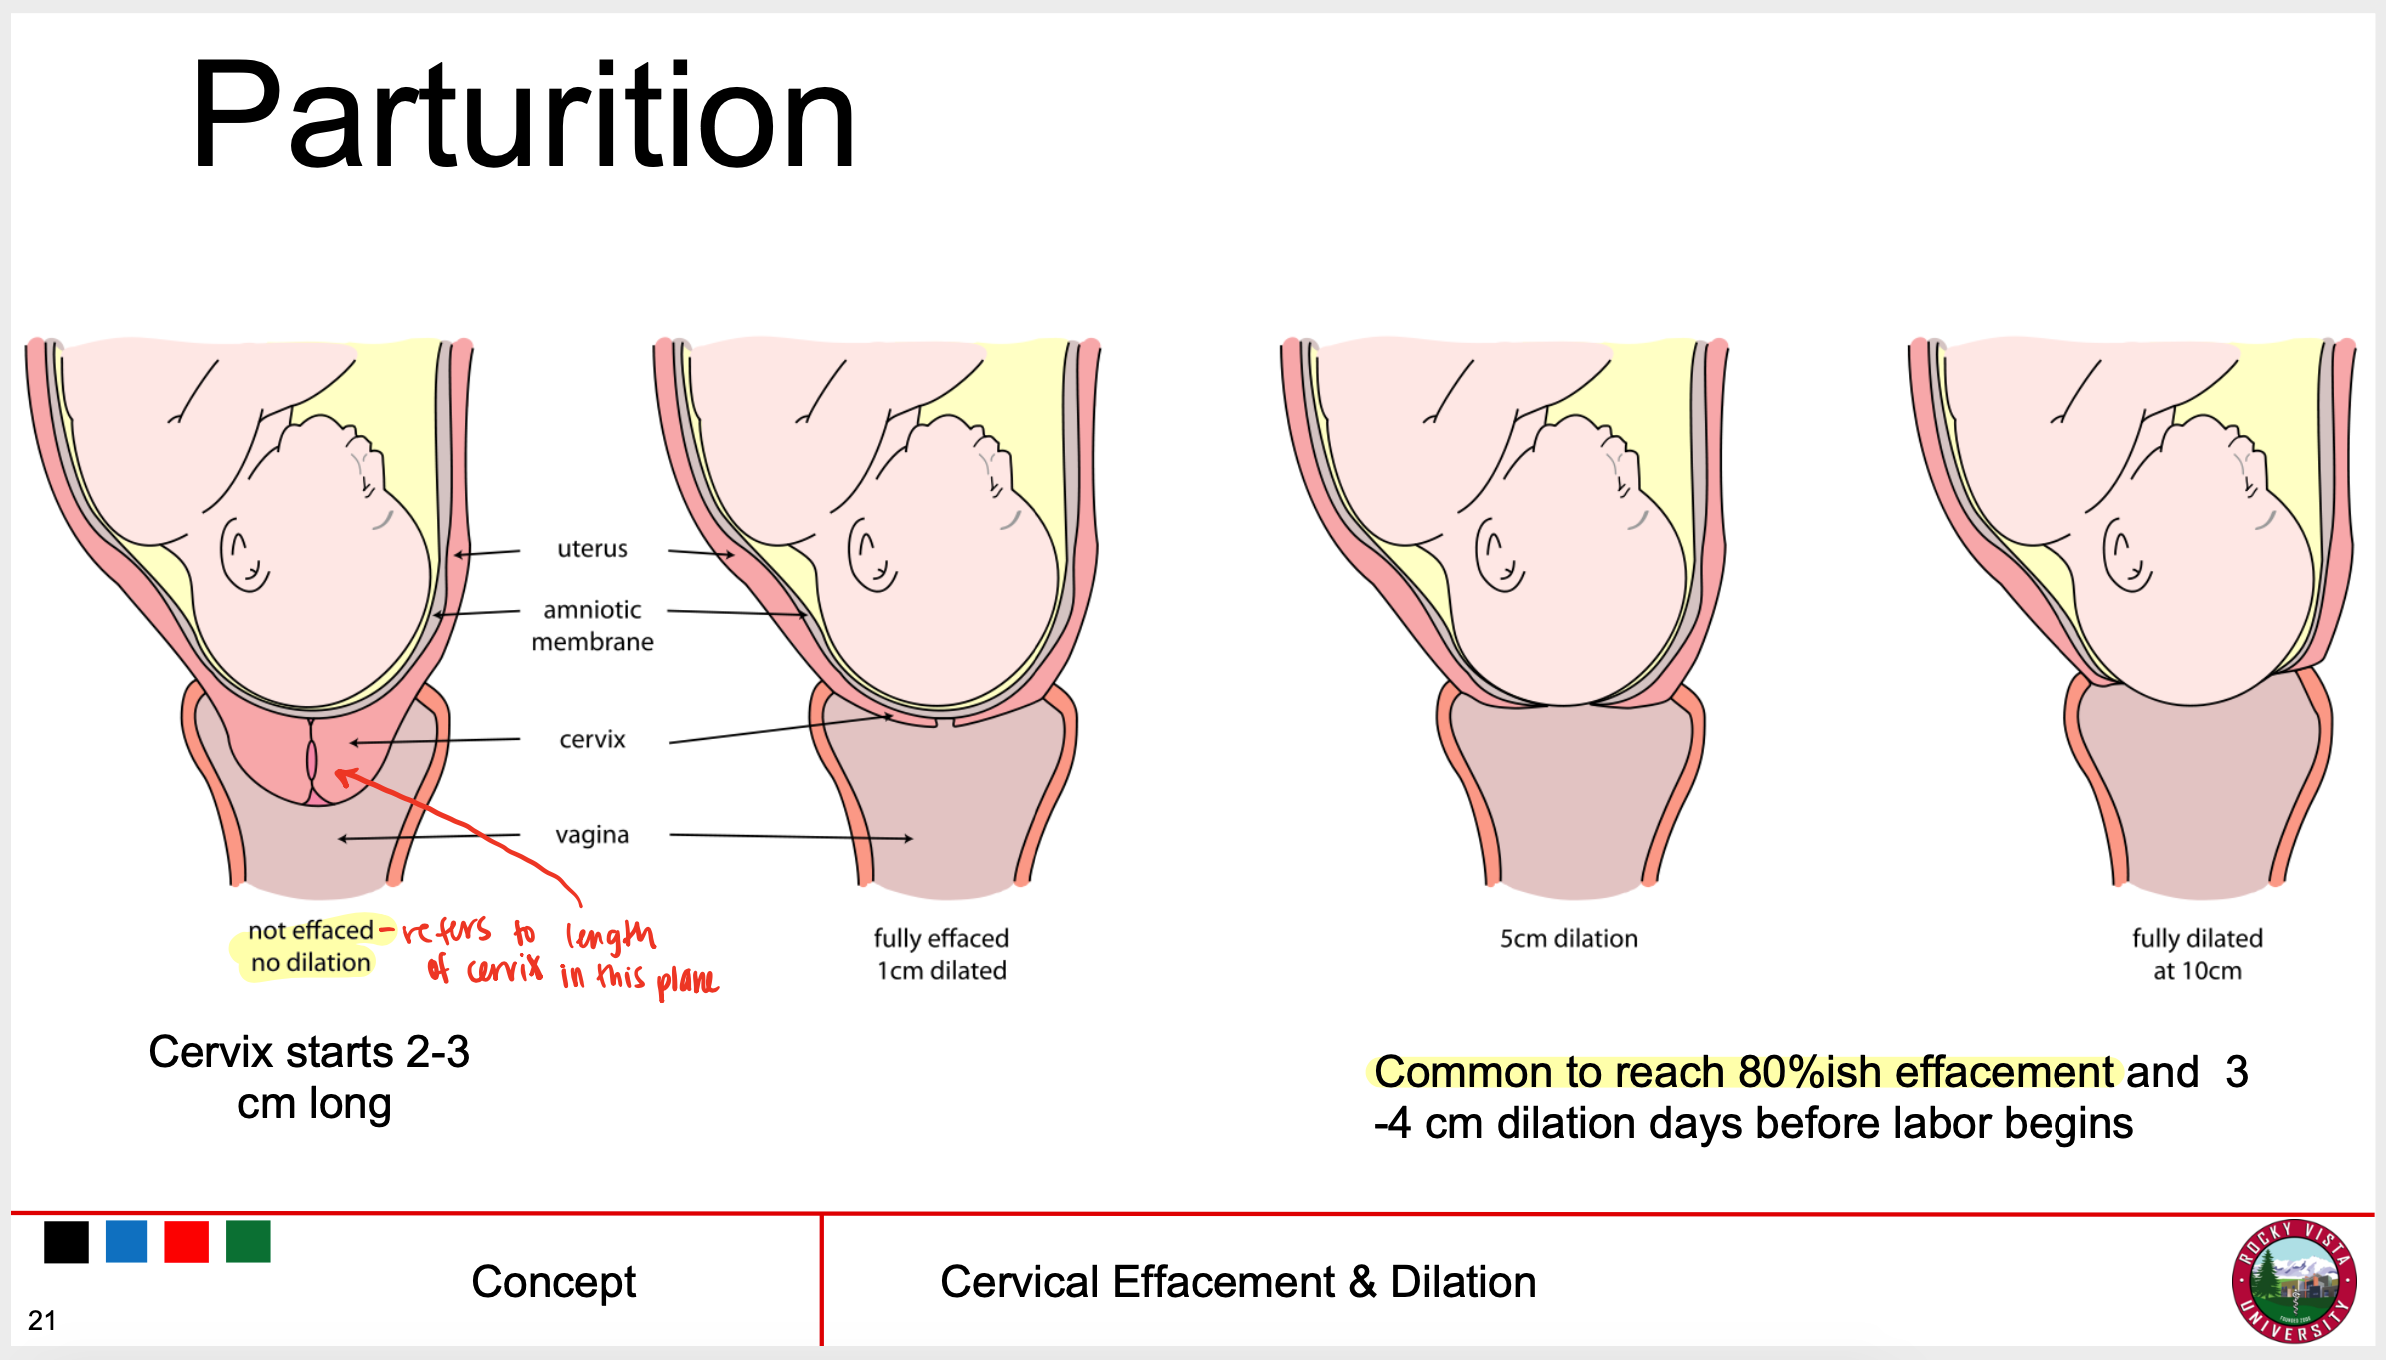 Parturition
uterus
amniotic
membrane
cervix
vagina
not effaced - refers to length
no dilation of cervix in this plane
fully effaced
1cm dilated
5cm dilation
fully dilated
at 10cm
Cervix starts 2-3
cm long
Common to reach 80%ish effacement and 3
-4 cm dilation days before labor begins
Concept
Cervical Effacement & Dilation
21
ROCKY VISTA
UNIVERSITY